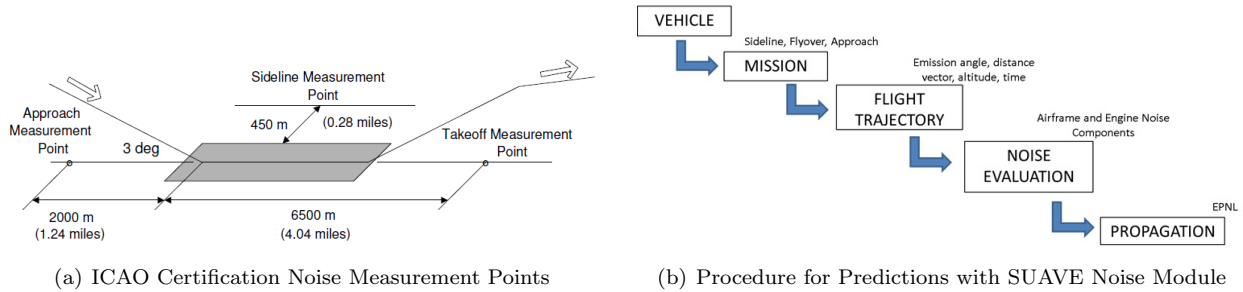 Sideline Measurement
Point
Approach
Measurement
Point
450 m
(0.28 miles)
Takeoff Measurement
Point
3 deg
2000 m
(1.24 miles)
6500 m
(4.04 miles)
(a) ICAO Certification Noise Measurement Points
VEHICLE
Sideline, Flyover, Approach
MISSION
Emission angle, distance
vector, altitude, time
FLIGHT
TRAJECTORY
Airframe and Engine Noise
Components
NOISE
EVALUATION
EPNL
PROPAGATION
(b) Procedure for Predictions with SUAVE Noise Module